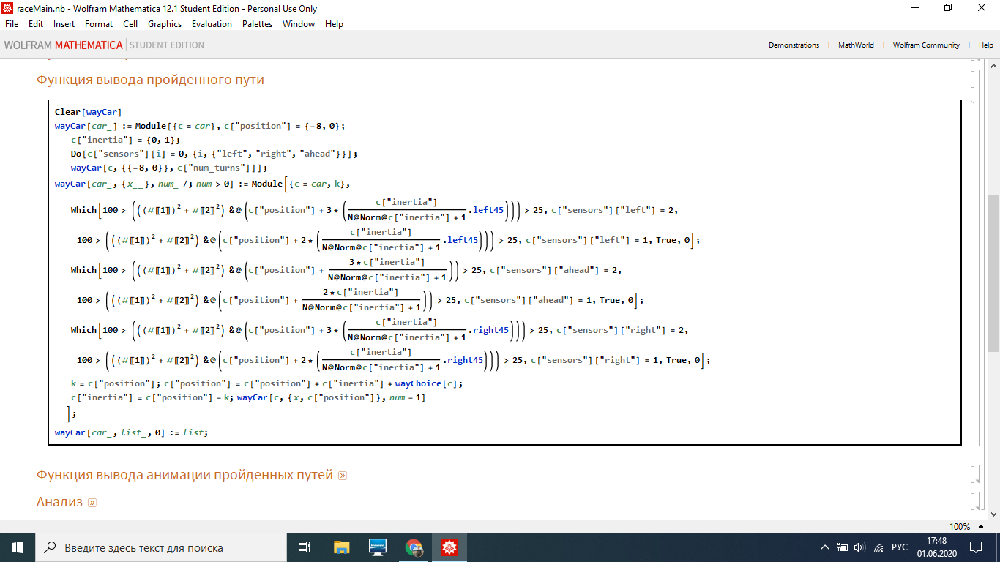 raceMain.nb - Wolfram Mathematica 12.1 Student Edition - Personal Use Only
File Edit Insert Format Cell Graphics Evaluation Palettes Window Help
WOLFRAM MATHEMATICA | STUDENT EDITION
Demonstrations | MathWorld | Wolfram Community | Help
Функция вывода пройденного пути
Clear[wayCar]
wayCar[car_] := Module[{c = car}, c["position"] = {-8, 0};
c["inertia"] = {0, 1};
Do[c["sensors"][i] = 0, {i, {"left", "right", "ahead"}}];
wayCar[c, {{-8, 0}}, c["num_turns"]]];
wayCar[car_, {x__}, num_ /; num > 0] := Module[{c = car, k},
Which[100 > (((#〚1〛)² + #〚2〛²) &@ (c["position"] + 3 * (c["inertia"] / N@Norm@c["inertia"] + 1 .left45))) > 25, c["sensors"]["left"] = 2,
100 > (((#〚1〛)² + #〚2〛²) &@ (c["position"] + 2 * (c["inertia"] / N@Norm@c["inertia"] + 1 .left45))) > 25, c["sensors"]["left"] = 1, True, 0];
Which[100 > (((#〚1〛)² + #〚2〛²) &@ (c["position"] + 3 * c["inertia"] / N@Norm@c["inertia"] + 1)) > 25, c["sensors"]["ahead"] = 2,
100 > (((#〚1〛)² + #〚2〛²) &@ (c["position"] + 2 * c["inertia"] / N@Norm@c["inertia"] + 1)) > 25, c["sensors"]["ahead"] = 1, True, 0];
Which[100 > (((#〚1〛)² + #〚2〛²) &@ (c["position"] + 3 * (c["inertia"] / N@Norm@c["inertia"] + 1 .right45))) > 25, c["sensors"]["right"] = 2,
100 > (((#〚1〛)² + #〚2〛²) &@ (c["position"] + 2 * (c["inertia"] / N@Norm@c["inertia"] + 1 .right45))) > 25, c["sensors"]["right"] = 1, True, 0];
k = c["position"]; c["position"] = c["position"] + c["inertia"] + wayChoice[c];
c["inertia"] = c["position"] - k; wayCar[c, {x, c["position"]}, num - 1]
];
wayCar[car_, list_, 0] := list;
Функция вывода анимации пройденных путей »
Анализ »
100%
Введите здесь текст для поиска
РУС
17:48
01.06.2020